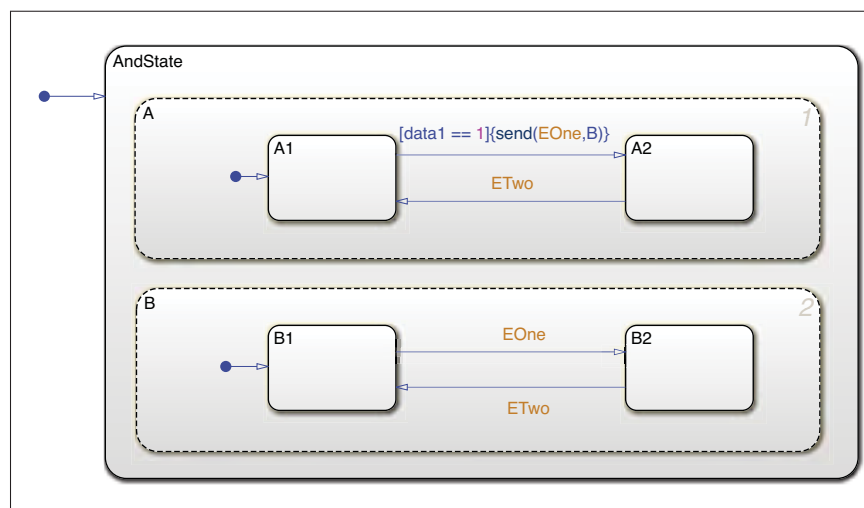 AndState
A
1
[data1 == 1]{send(EOne,B)}
A1
A2
ETwo
B
2
B1
EOne
B2
ETwo